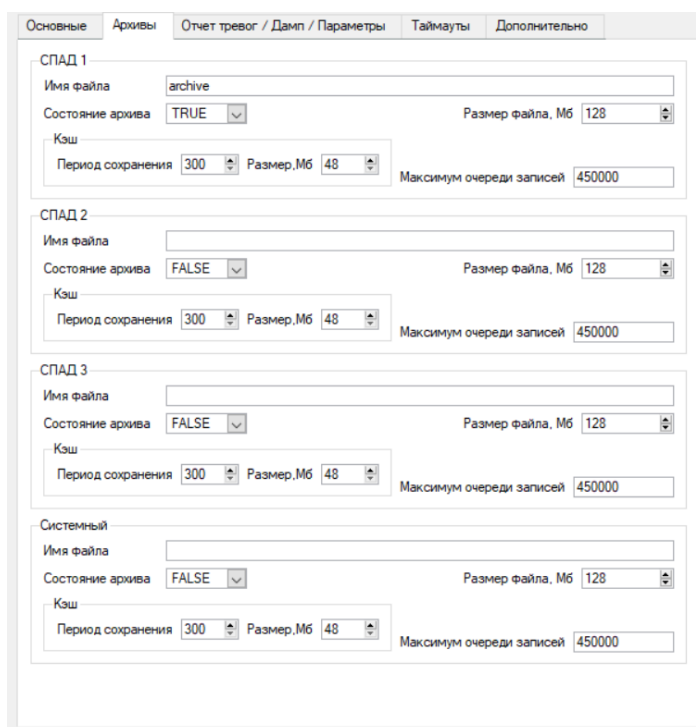 Основные Архивы Отчет тревог / Дамп / Параметры Таймауты Дополнительно
СПАД 1
Имя файла archive
Состояние архива TRUE Размер файла, Мб 128
Кэш
Период сохранения 300 Размер,Мб 48
Максимум очереди записей 450000
СПАД 2
Имя файла
Состояние архива FALSE Размер файла, Мб 128
Кэш
Период сохранения 300 Размер,Мб 48
Максимум очереди записей 450000
СПАД 3
Имя файла
Состояние архива FALSE Размер файла, Мб 128
Кэш
Период сохранения 300 Размер,Мб 48
Максимум очереди записей 450000
Системный
Имя файла
Состояние архива FALSE Размер файла, Мб 128
Кэш
Период сохранения 300 Размер,Мб 48
Максимум очереди записей 450000